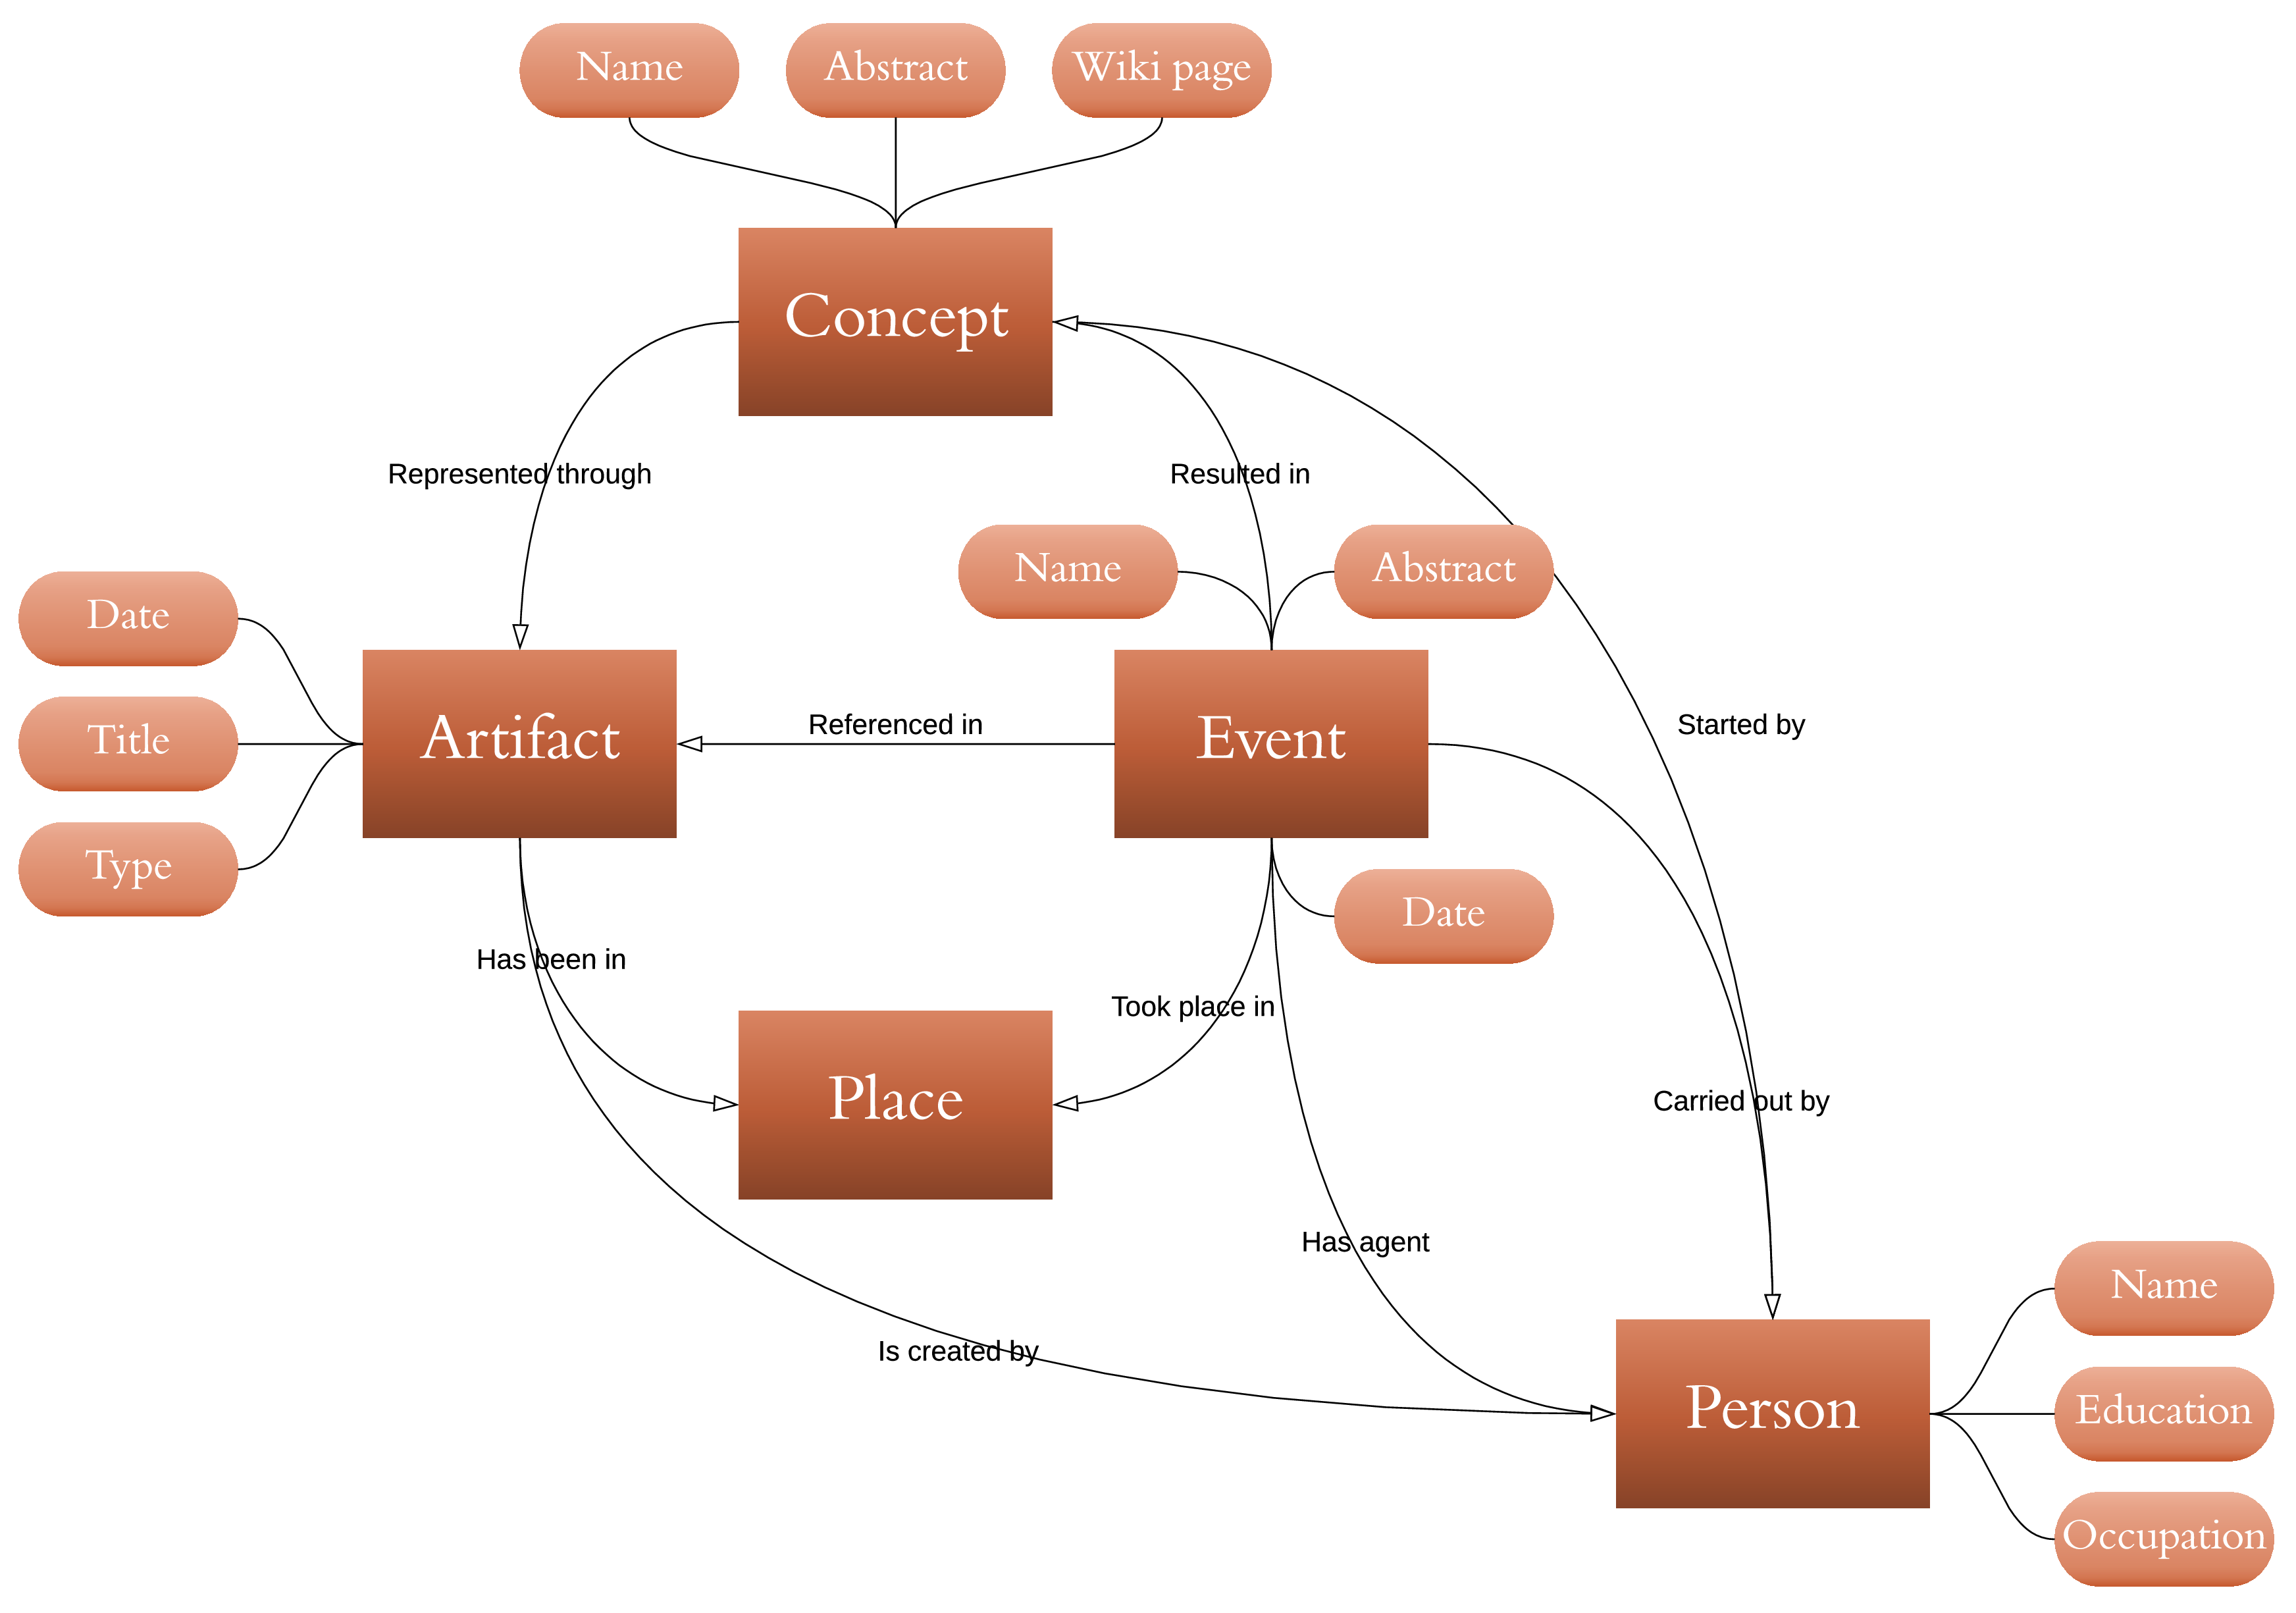 Name
Abstract
Wiki page
Concept
Represented through
Resulted in
Name
Abstract
Date
Title
Type
Artifact
Referenced in
Event
Started by
Date
Has been in
Took place in
Place
Carried out by
Has agent
Is created by
Person
Name
Education
Occupation